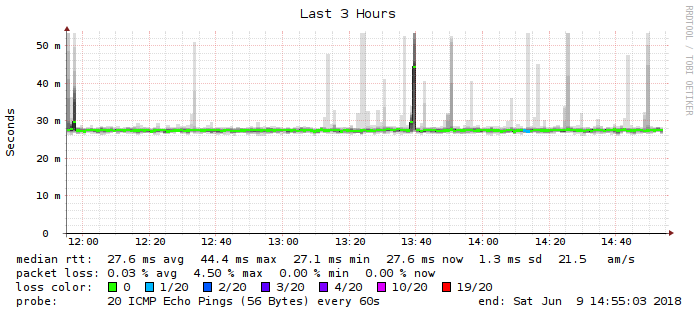 Last 3 Hours
RRDTOOL / TOBI OETIKER
Seconds
50 m
40 m
30 m
20 m
10 m
0
12:00 12:20 12:40 13:00 13:20 13:40 14:00 14:20 14:40
median rtt: 27.6 ms avg 44.4 ms max 27.1 ms min 27.6 ms now 1.3 ms sd 21.5 am/s
packet loss: 0.03 % avg 4.50 % max 0.00 % min 0.00 % now
loss color: 0 1/20 2/20 3/20 4/20 10/20 19/20
probe: 20 ICMP Echo Pings (56 Bytes) every 60s end: Sat Jun 9 14:55:03 2018